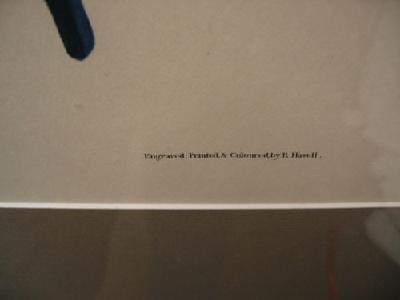 Engraved, Printed, & Coloured, by R. Havell.